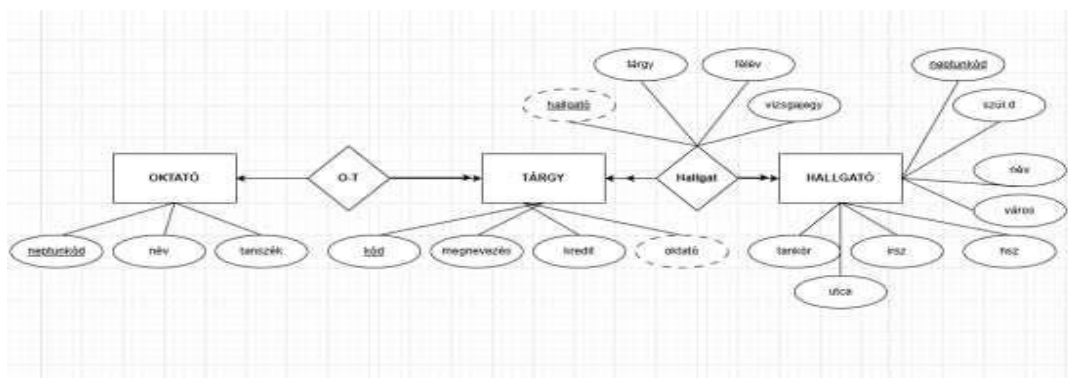 tárgy
félév
neptunkód
hallgató
vizsgajegy
szül.d
OKTATÓ
O-T
TÁRGY
Hallgat
HALLGATÓ
név
város
neptunkód
név
tanszék
kód
megnevezés
kredit
oktató
tankör
irsz
hsz
utca